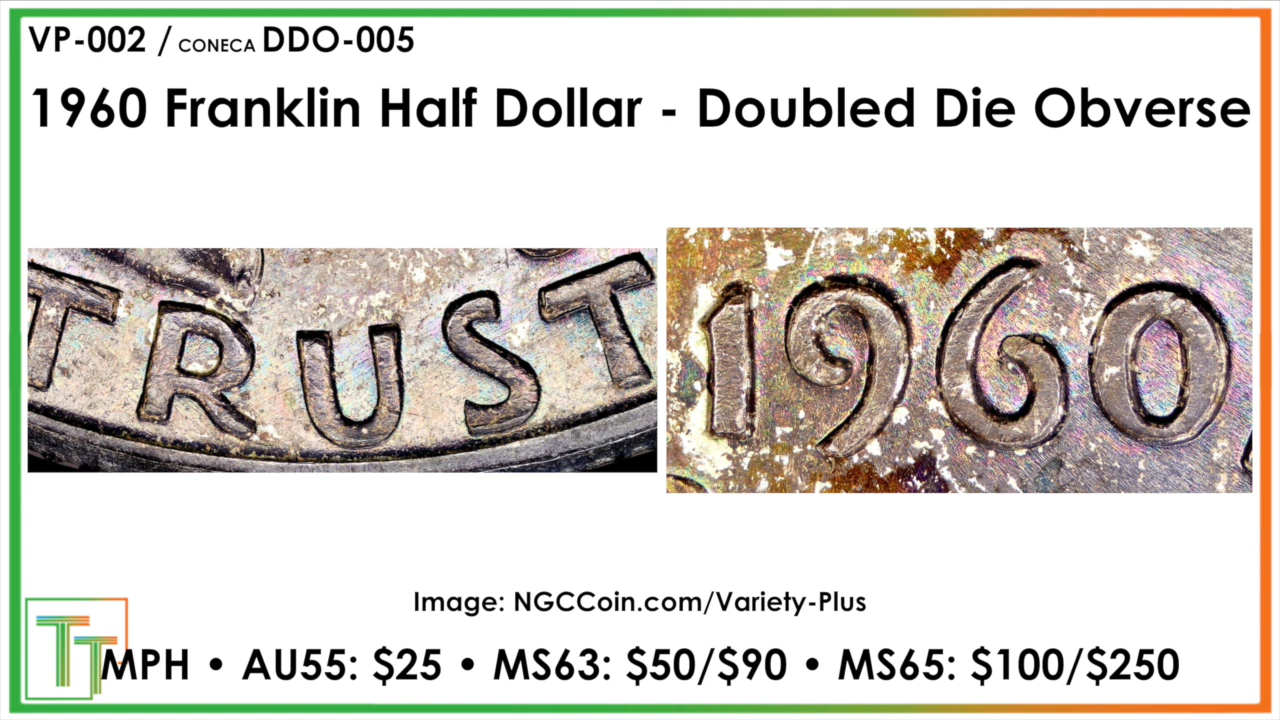 VP-002 / CONECA DDO-005
1960 Franklin Half Dollar - Doubled Die Obverse
TRUST
1960
Image: NGCCoin.com/Variety-Plus
TT
MPH • AU55: $25 • MS63: $50/$90 • MS65: $100/$250